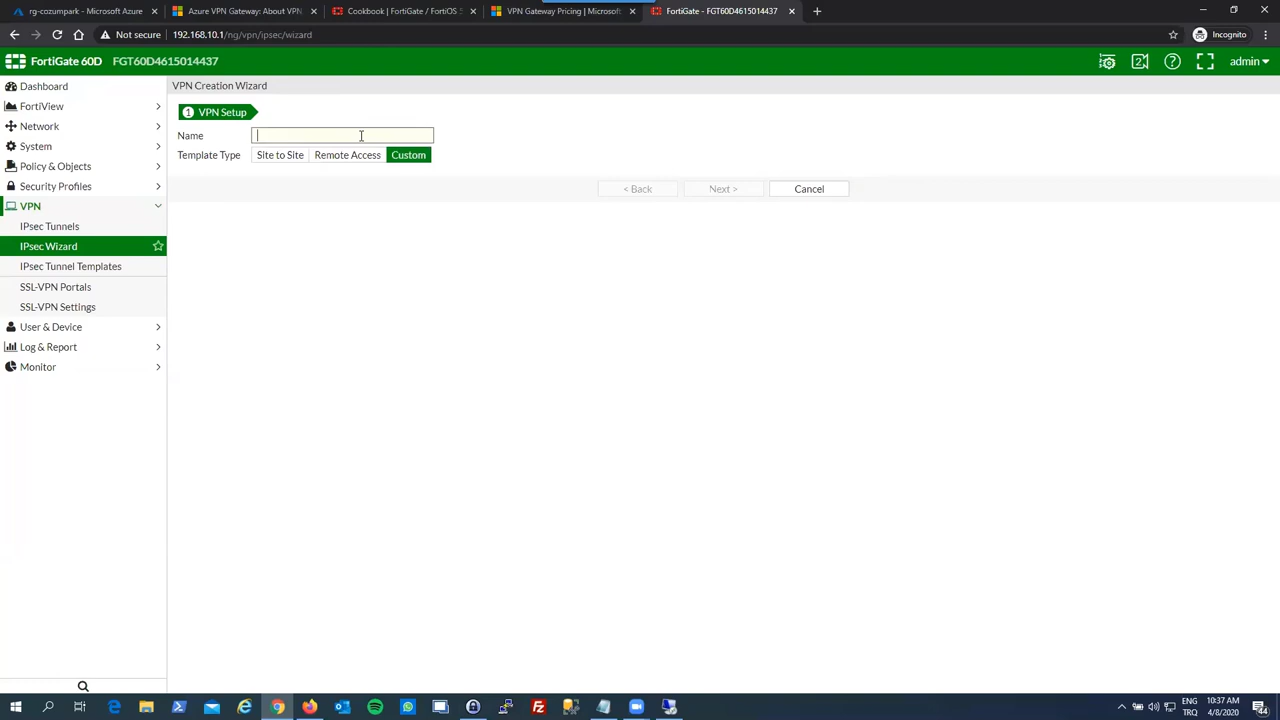 rg-cozumpark - Microsoft Azure
Azure VPN Gateway: About VPN
Cookbook | FortiGate / FortiOS
VPN Gateway Pricing | Microsoft
FortiGate - FGT60D4615014437
Not secure | 192.168.10.1/ng/vpn/ipsec/wizard
Incognito
FortiGate 60D FGT60D4615014437
admin
Dashboard
FortiView
Network
System
Policy & Objects
Security Profiles
VPN
IPsec Tunnels
IPsec Wizard
IPsec Tunnel Templates
SSL-VPN Portals
SSL-VPN Settings
User & Device
Log & Report
Monitor
VPN Creation Wizard
1 VPN Setup
Name
Template Type Site to Site Remote Access Custom
< Back Next > Cancel
ENG 10:37 AM
TRQ 4/8/2020